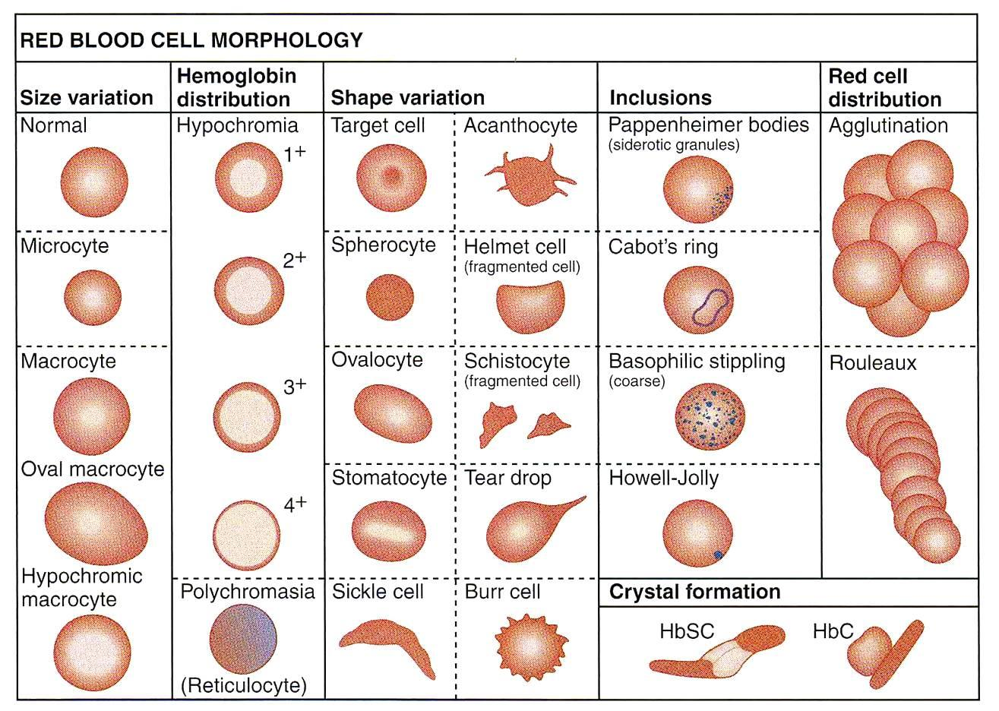 RED BLOOD CELL MORPHOLOGY
Size variation
Hemoglobin
distribution
Shape variation
Inclusions
Red cell
distribution
Normal
Microcyte
Macrocyte
Oval macrocyte
Hypochromic
macrocyte
Hypochromia
1+
2+
3+
4+
Polychromasia
(Reticulocyte)
Target cell
Spherocyte
Ovalocyte
Stomatocyte
Sickle cell
Acanthocyte
Helmet cell
(fragmented cell)
Schistocyte
(fragmented cell)
Tear drop
Burr cell
Pappenheimer bodies
(siderotic granules)
Cabot's ring
Basophilic stippling
(coarse)
Howell-Jolly
Agglutination
Rouleaux
Crystal formation
HbSC
HbC